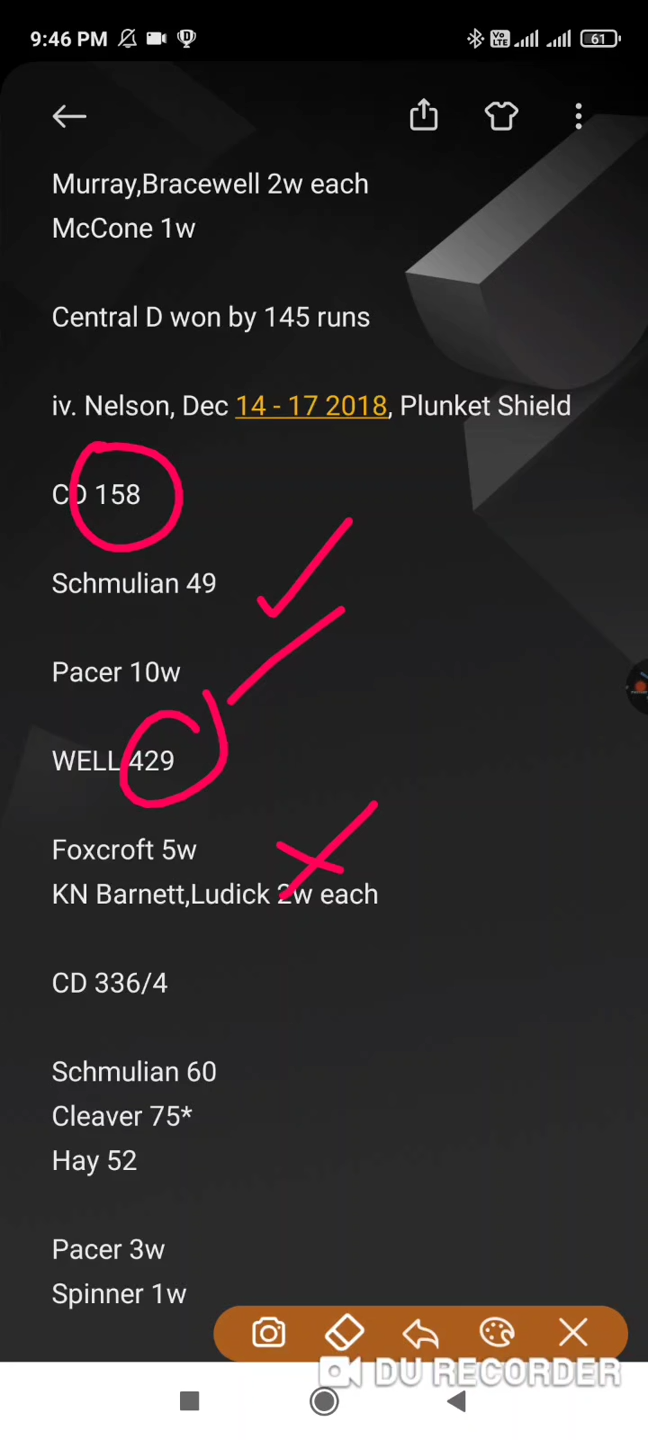 9:46 PM
Vo LTE
61
Murray,Bracewell 2w each
McCone 1w
Central D won by 145 runs
iv. Nelson, Dec 14 - 17 2018, Plunket Shield
CD 158
Schmulian 49
Pacer 10w
WELL 429
Foxcroft 5w
KN Barnett,Ludick 2w each
CD 336/4
Schmulian 60
Cleaver 75*
Hay 52
Pacer 3w
Spinner 1w
DU RECORDER